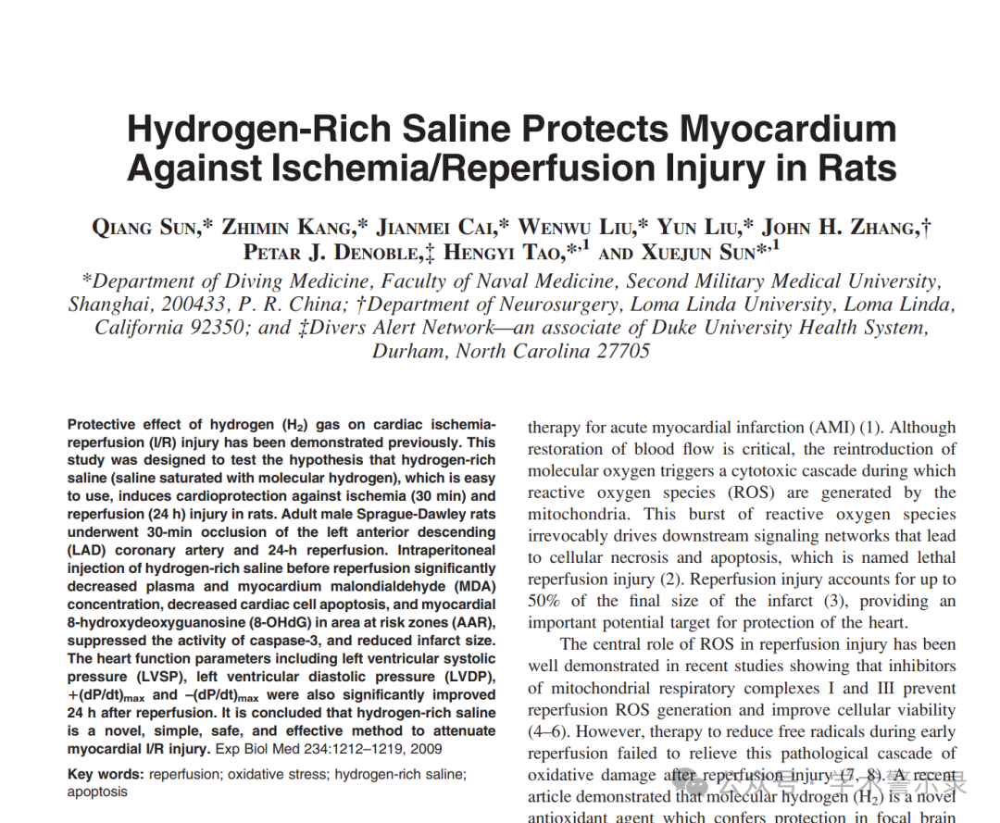 Hydrogen-Rich Saline Protects Myocardium
Against Ischemia/Reperfusion Injury in Rats
QIANG SUN,* ZHIMIN KANG,* JIANMEI CAI,* WENWU LIU,* YUN LIU,* JOHN H. ZHANG,†
PETAR J. DENOBLE,‡ HENGYI TAO,*,1 AND XUEJUN SUN*,1
*Department of Diving Medicine, Faculty of Naval Medicine, Second Military Medical University,
Shanghai, 200433, P. R. China; †Department of Neurosurgery, Loma Linda University, Loma Linda,
California 92350; and ‡Divers Alert Network—an associate of Duke University Health System,
Durham, North Carolina 27705
Protective effect of hydrogen (H2) gas on cardiac ischemia-
reperfusion (I/R) injury has been demonstrated previously. This
study was designed to test the hypothesis that hydrogen-rich
saline (saline saturated with molecular hydrogen), which is easy
to use, induces cardioprotection against ischemia (30 min) and
reperfusion (24 h) injury in rats. Adult male Sprague-Dawley rats
underwent 30-min occlusion of the left anterior descending
(LAD) coronary artery and 24-h reperfusion. Intraperitoneal
injection of hydrogen-rich saline before reperfusion significantly
decreased plasma and myocardium malondialdehyde (MDA)
concentration, decreased cardiac cell apoptosis, and myocardial
8-hydroxydeoxyguanosine (8-OHdG) in area at risk zones (AAR),
suppressed the activity of caspase-3, and reduced infarct size.
The heart function parameters including left ventricular systolic
pressure (LVSP), left ventricular diastolic pressure (LVDP),
+(dP/dt)max and –(dP/dt)max were also significantly improved
24 h after reperfusion. It is concluded that hydrogen-rich saline
is a novel, simple, safe, and effective method to attenuate
myocardial I/R injury. Exp Biol Med 234:1212–1219, 2009
Key words: reperfusion; oxidative stress; hydrogen-rich saline;
apoptosis
therapy for acute myocardial infarction (AMI) (1). Although
restoration of blood flow is critical, the reintroduction of
molecular oxygen triggers a cytotoxic cascade during which
reactive oxygen species (ROS) are generated by the
mitochondria. This burst of reactive oxygen species
irrevocably drives downstream signaling networks that lead
to cellular necrosis and apoptosis, which is named lethal
reperfusion injury (2). Reperfusion injury accounts for up to
50% of the final size of the infarct (3), providing an
important potential target for protection of the heart.
The central role of ROS in reperfusion injury has been
well demonstrated in recent studies showing that inhibitors
of mitochondrial respiratory complexes I and III prevent
reperfusion ROS generation and improve cellular viability
(4–6). However, therapy to reduce free radicals during early
reperfusion failed to relieve this pathological cascade of
oxidative damage after reperfusion injury (7, 8). A recent
article demonstrated that molecular hydrogen (H2) is a novel
antioxidant agent which confers protection in focal brain
公众号 · 学术警示录